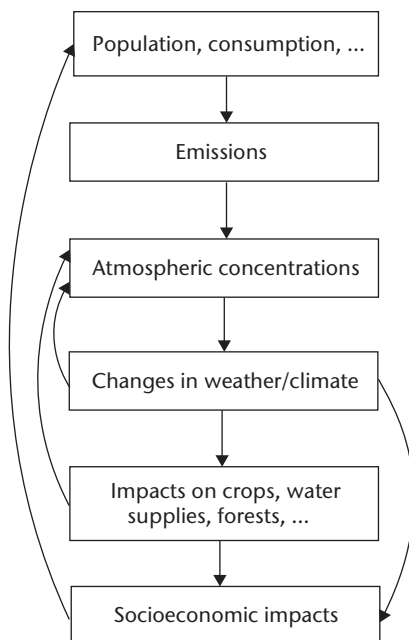 Population, consumption, ...
Emissions
Atmospheric concentrations
Changes in weather/climate
Impacts on crops, water
supplies, forests, ...
Socioeconomic impacts